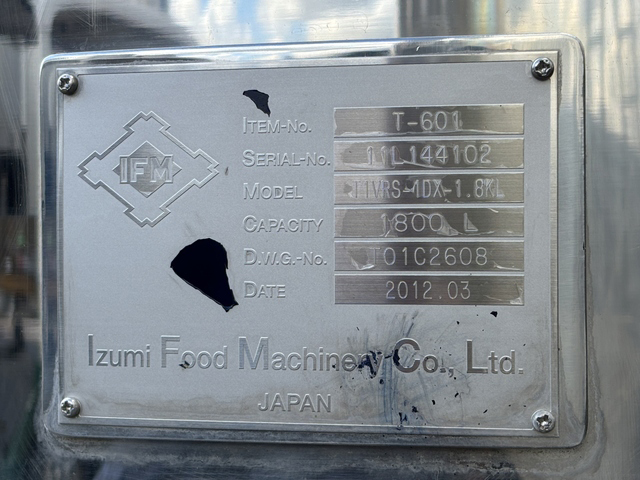 IFM
ITEM-NO. T-601
SERIAL-NO. 11L144102
MODEL
CAPACITY 1800 L
D.W.G.-NO. T01C2608
DATE 2012.03
Izumi Food Machinery Co., Ltd.
JAPAN